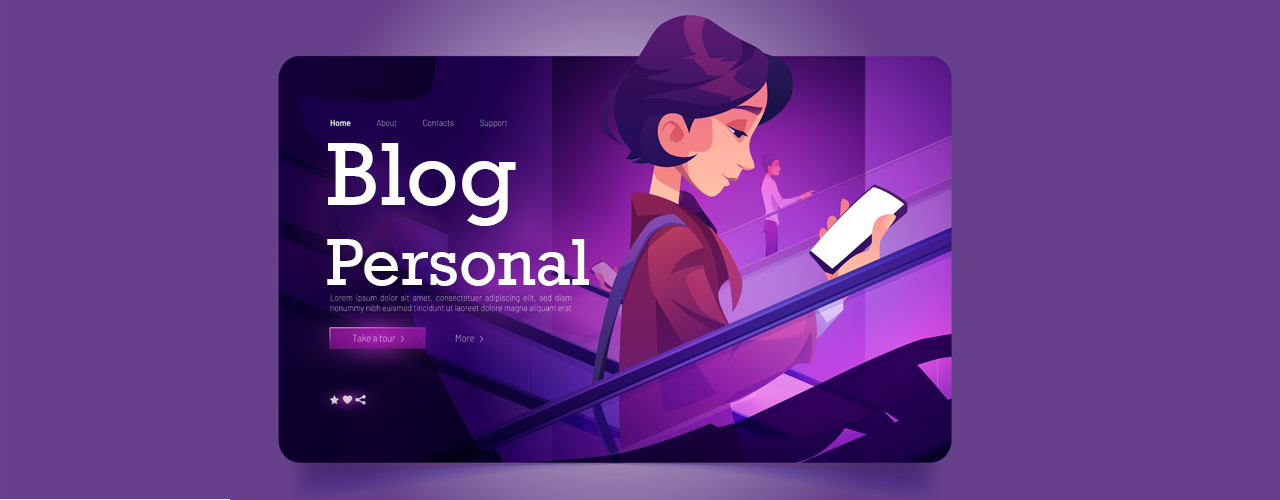 Home About Contacts Support
Blog
Personal
Lorem ipsum dolor sit amet, consectetuer adipiscing elit, sed diam
nonummy nibh euismod tincidunt ut laoreet dolore magna aliquam erat
Take a tour > More >